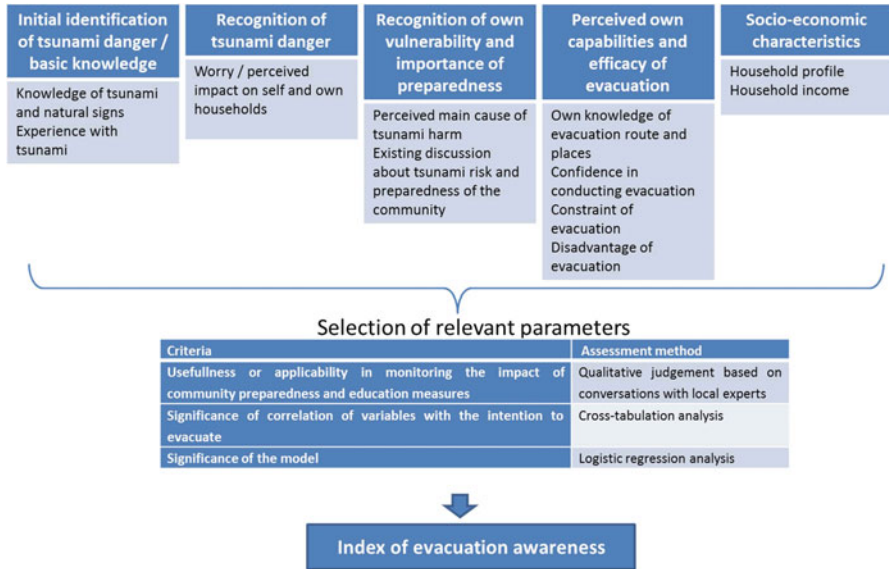 Initial identification
of tsunami danger /
basic knowledge
Knowledge of tsunami
and natural signs
Experience with
tsunami
Recognition of
tsunami danger
Worry / perceived
impact on self and own
households
Recognition of own
vulnerability and
importance of
preparedness
Perceived main cause of
tsunami harm
Existing discussion
about tsunami risk and
preparedness of the
community
Perceived own
capabilities and
efficacy of
evacuation
Own knowledge of
evacuation route and
places
Confidence in
conducting evacuation
Constraint of
evacuation
Disadvantage of
evacuation
Socio-economic
characteristics
Household profile
Household income
Selection of relevant parameters
Criteria
Assessment method
Usefullness or applicability in monitoring the impact of
community preparedness and education measures
Qualitative judgement based on
conversations with local experts
Significance of correlation of variables with the intention to
evacuate
Cross-tabulation analysis
Significance of the model
Logistic regression analysis
Index of evacuation awareness